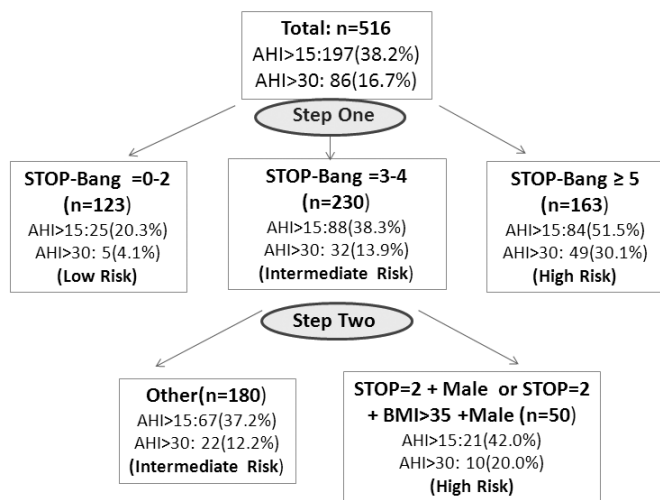 Total: n=516
AHI>15:197(38.2%)
AHI>30: 86(16.7%)
Step One
STOP-Bang =0-2
(n=123)
AHI>15:25(20.3%)
AHI>30: 5(4.1%)
(Low Risk)
STOP-Bang =3-4
(n=230)
AHI>15:88(38.3%)
AHI>30: 32(13.9%)
(Intermediate Risk)
STOP-Bang ≥ 5
(n=163)
AHI>15:84(51.5%)
AHI>30: 49(30.1%)
(High Risk)
Step Two
Other(n=180)
AHI>15:67(37.2%)
AHI>30: 22(12.2%)
(Intermediate Risk)
STOP=2 + Male or STOP=2
+ BMI>35 +Male (n=50)
AHI>15:21(42.0%)
AHI>30: 10(20.0%)
(High Risk)